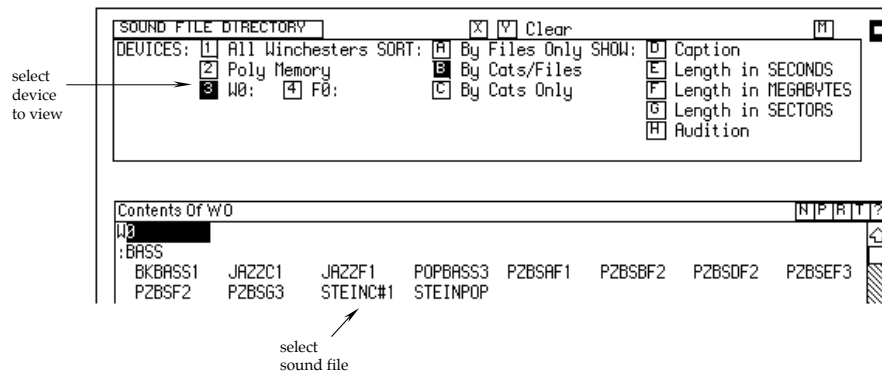 SOUND FILE DIRECTORY X Y Clear M
DEVICES: 1 All Winchesters SORT: A By Files Only SHOW: D Caption
2 Poly Memory B By Cats/Files E Length in SECONDS
3 W0: 4 F0: C By Cats Only F Length in MEGABYTES
G Length in SECTORS
H Audition
select
device
to view
Contents Of W0 N P R T ?
W0
:BASS
BKBASS1 JAZZC1 JAZZF1 POPBASS3 PZBSAF1 PZBSBF2 PZBSDF2 PZBSEF3
PZBSF2 PZBSG3 STEINC#1 STEINPOP
select
sound file